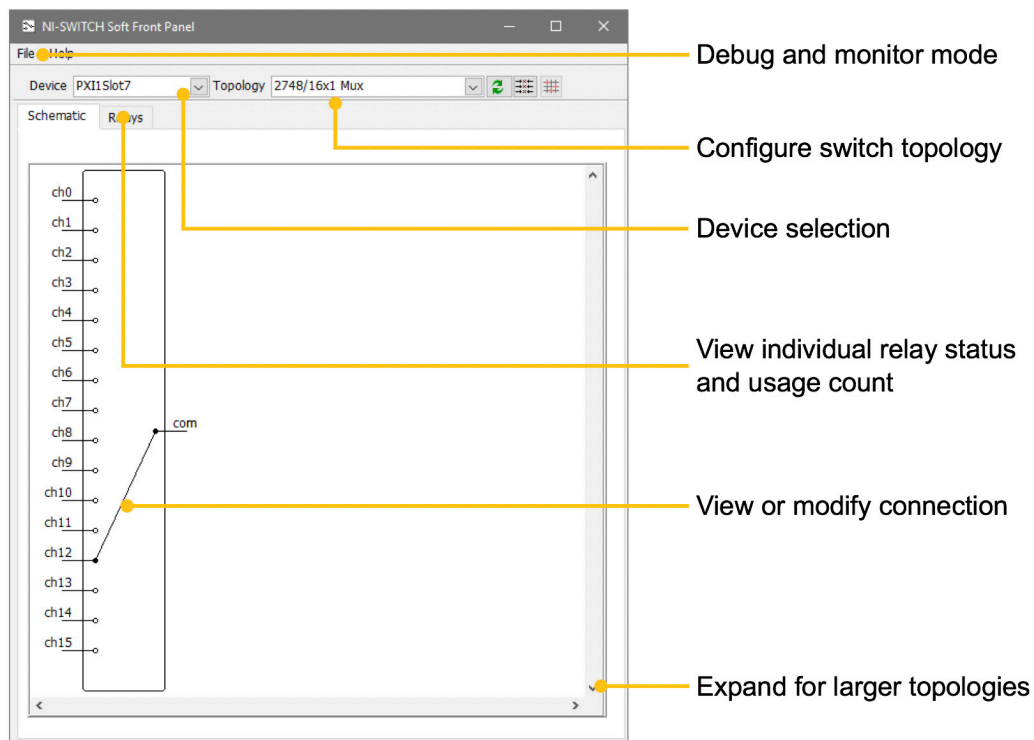 NI-SWITCH Soft Front Panel
File Help
Debug and monitor mode
Device PXI1Slot7 Topology 2748/16x1 Mux
Schematic Relays
Configure switch topology
ch0
ch1
Device selection
ch2
ch3
ch4
ch5
View individual relay status
and usage count
ch6
ch7
com
ch8
ch9
ch10
View or modify connection
ch11
ch12
ch13
ch14
ch15
Expand for larger topologies